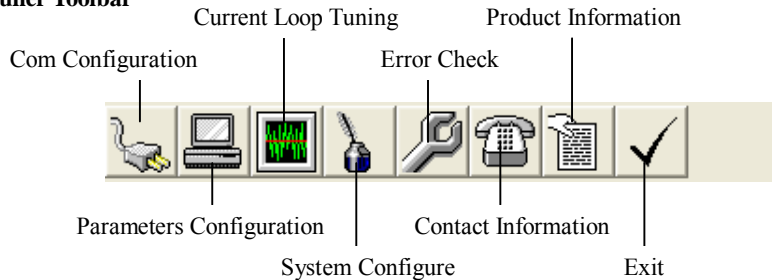 Toolbar
Current Loop Tuning
Product Information
Com Configuration
Error Check
Parameters Configuration
Contact Information
System Configure
Exit